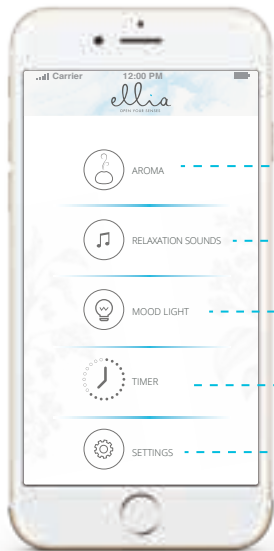 Carrier
12:00 PM
ellia
OPEN YOUR SENSES
AROMA
RELAXATION SOUNDS
MOOD LIGHT
TIMER
SETTINGS